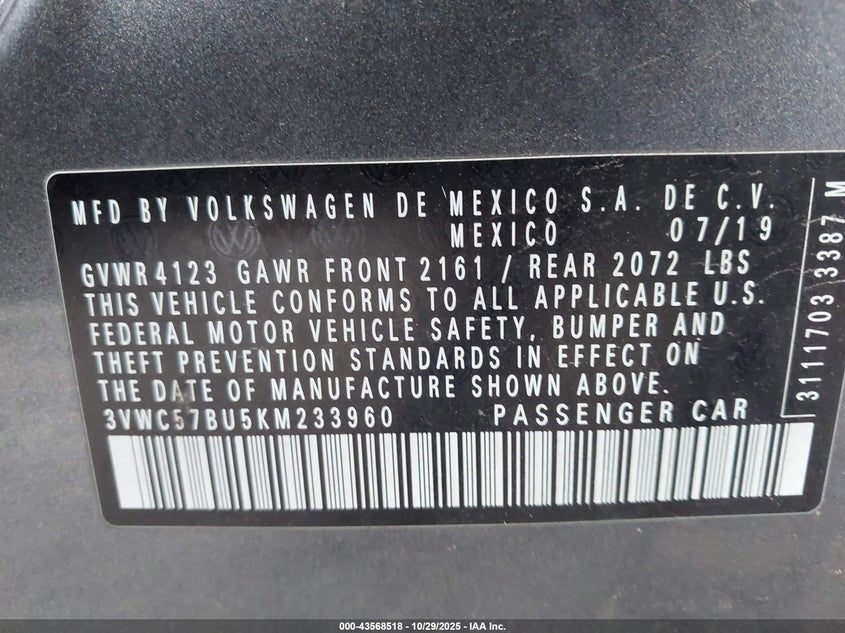 MFD BY VOLKSWAGEN DE MEXICO S.A. DE C.V.
MEXICO 07/19
GVWR 4123 GAWR FRONT 2161 / REAR 2072 LBS
THIS VEHICLE CONFORMS TO ALL APPLICABLE U.S.
FEDERAL MOTOR VEHICLE SAFETY, BUMPER AND
THEFT PREVENTION STANDARDS IN EFFECT ON
THE DATE OF MANUFACTURE SHOWN ABOVE.
3VWC57BU5KM233960 PASSENGER CAR
3111703 3387 M
000-43568518 | 10/29/2025 – IAA Inc.